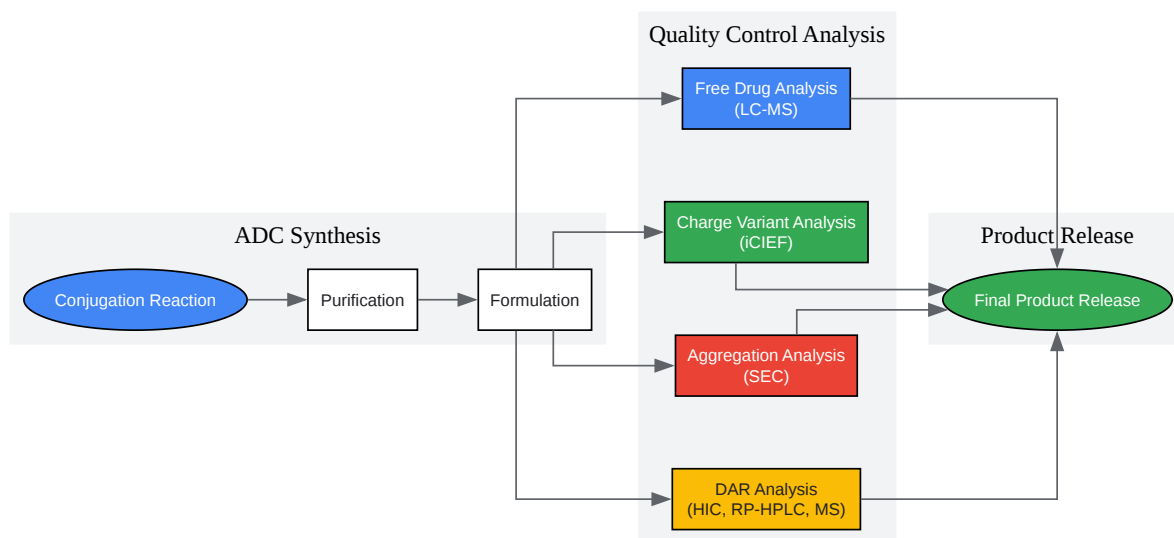 Quality Control Analysis
Free Drug Analysis
(LC-MS)
Charge Variant Analysis
(iCIEF)
ADC Synthesis
Product Release
Conjugation Reaction
Purification
Formulation
Final Product Release
Aggregation Analysis
(SEC)
DAR Analysis
(HIC, RP-HPLC, MS)